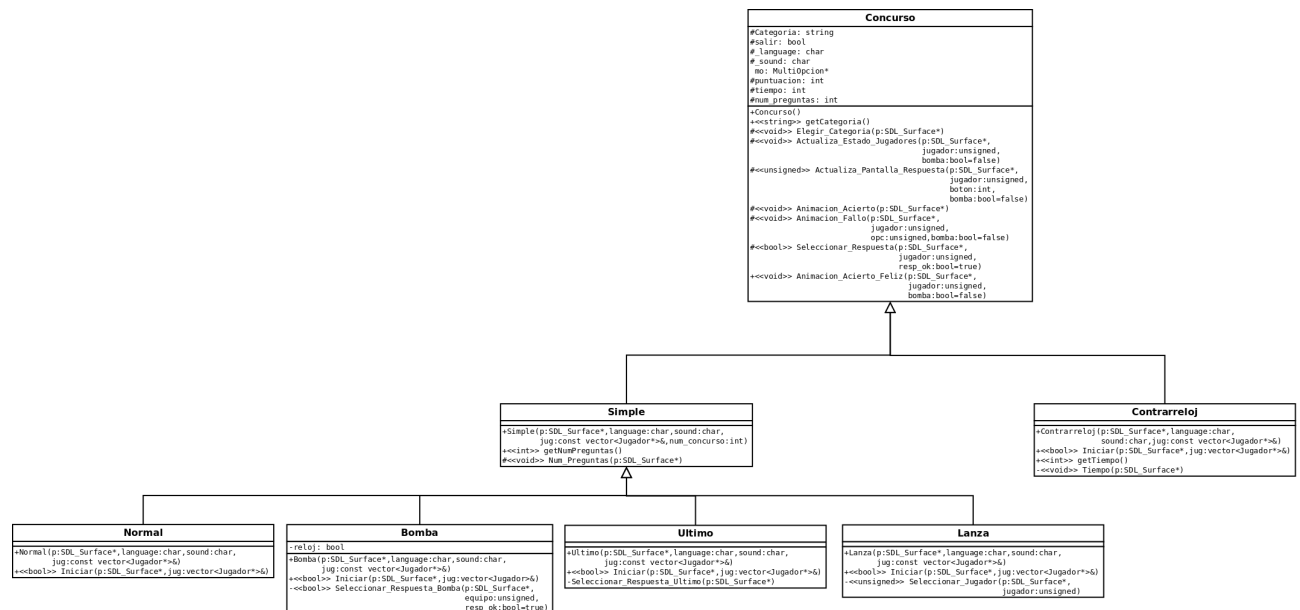 Concurso
#Categoria: string
#salir: bool
#_language: char
#_sound: char
mo: MultiOpcion*
#puntuacion: int
#tiempo: int
#num_preguntas: int
+Concurso()
+<<string>> getCategoria()
#<<void>> Elegir_Categoria(p:SDL_Surface*)
#<<void>> Actualiza_Estado_Jugadores(p:SDL_Surface*,
jugador:unsigned,
bomba:bool=false)
#<<unsigned>> Actualiza_Pantalla_Respuesta(p:SDL_Surface*,
jugador:unsigned,
boton:int,
bomba:bool=false)
#<<void>> Animacion_Acierto(p:SDL_Surface*)
#<<void>> Animacion_Fallo(p:SDL_Surface*,
jugador:unsigned,
opc:unsigned,bomba:bool=false)
#<<bool>> Seleccionar_Respuesta(p:SDL_Surface*,
jugador:unsigned,
resp_ok:bool=true)
+<<void>> Animacion_Acierto_Feliz(p:SDL_Surface*,
jugador:unsigned,
bomba:bool=false)
Simple
+Simple(p:SDL_Surface*,language:char,sound:char,
jug:const vector<Jugador*>&,num_concurso:int)
+<<int>> getNumPreguntas()
#<<void>> Num_Preguntas(p:SDL_Surface*)
Contrarreloj
+Contrarreloj(p:SDL_Surface*,language:char,
sound:char,jug:const vector<Jugador*>&)
+<<bool>> Iniciar(p:SDL_Surface*,jug:vector<Jugador*>&)
+<<int>> getTiempo()
-<<void>> Tiempo(p:SDL_Surface*)
Normal
+Normal(p:SDL_Surface*,language:char,sound:char,
jug:const vector<Jugador*>&)
+<<bool>> Iniciar(p:SDL_Surface*,jug:vector<Jugador*>&)
Bomba
-reloj: bool
+Bomba(p:SDL_Surface*,language:char,sound:char,
jug:const vector<Jugador*>&)
+<<bool>> Iniciar(p:SDL_Surface*,jug:vector<Jugador>&)
-<<bool>> Seleccionar_Respuesta_Bomba(p:SDL_Surface*,
equipo:unsigned,
resp_ok:bool=true)
Ultimo
+Ultimo(p:SDL_Surface*,language:char,sound:char,
jug:const vector<Jugador*>&)
+<<bool>> Iniciar(p:SDL_Surface*,jug:vector<Jugador*>&)
-Seleccionar_Respuesta_Ultimo(p:SDL_Surface*)
Lanza
+Lanza(p:SDL_Surface*,language:char,sound:char,
jug:const vector<Jugador*>&)
+<<bool>> Iniciar(p:SDL_Surface*,jug:vector<Jugador*>&)
-<<unsigned>> Seleccionar_Jugador(p:SDL_Surface*,
jugador:unsigned)